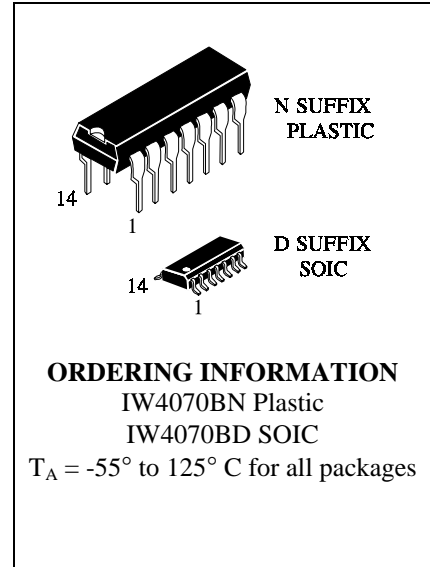 N SUFFIX
PLASTIC
14
1
D SUFFIX
SOIC
14
1
ORDERING INFORMATION
IW4070BN Plastic
IW4070BD SOIC
T_A = -55° to 125° C for all packages